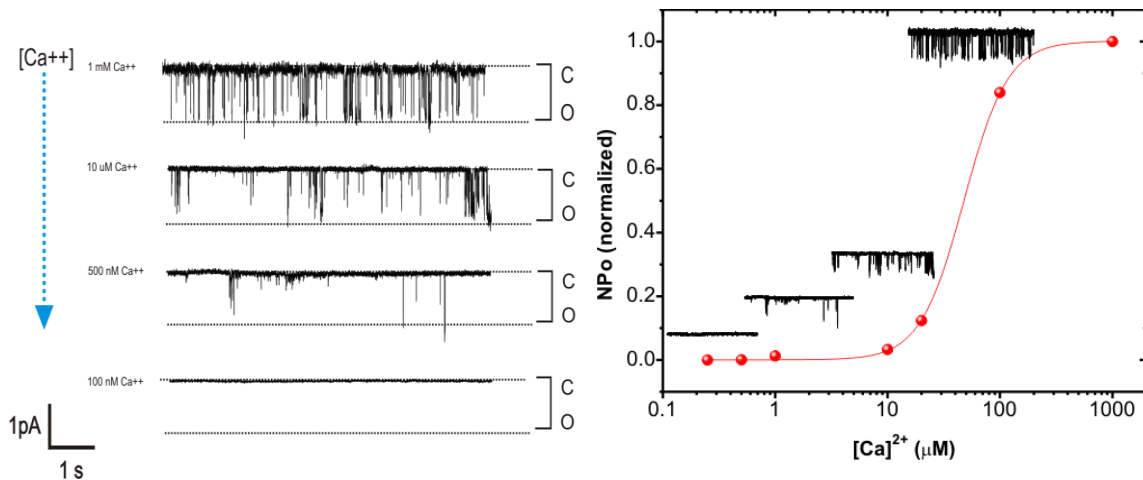 [Ca++]
1 mM Ca++
C
O
10 uM Ca++
C
O
500 nM Ca++
C
O
100 nM Ca++
C
O
1pA
1 s
NPo (normalized)
1.0
0.8
0.6
0.4
0.2
0.0
0.1
1
10
100
1000
[Ca]²⁺ (μM)